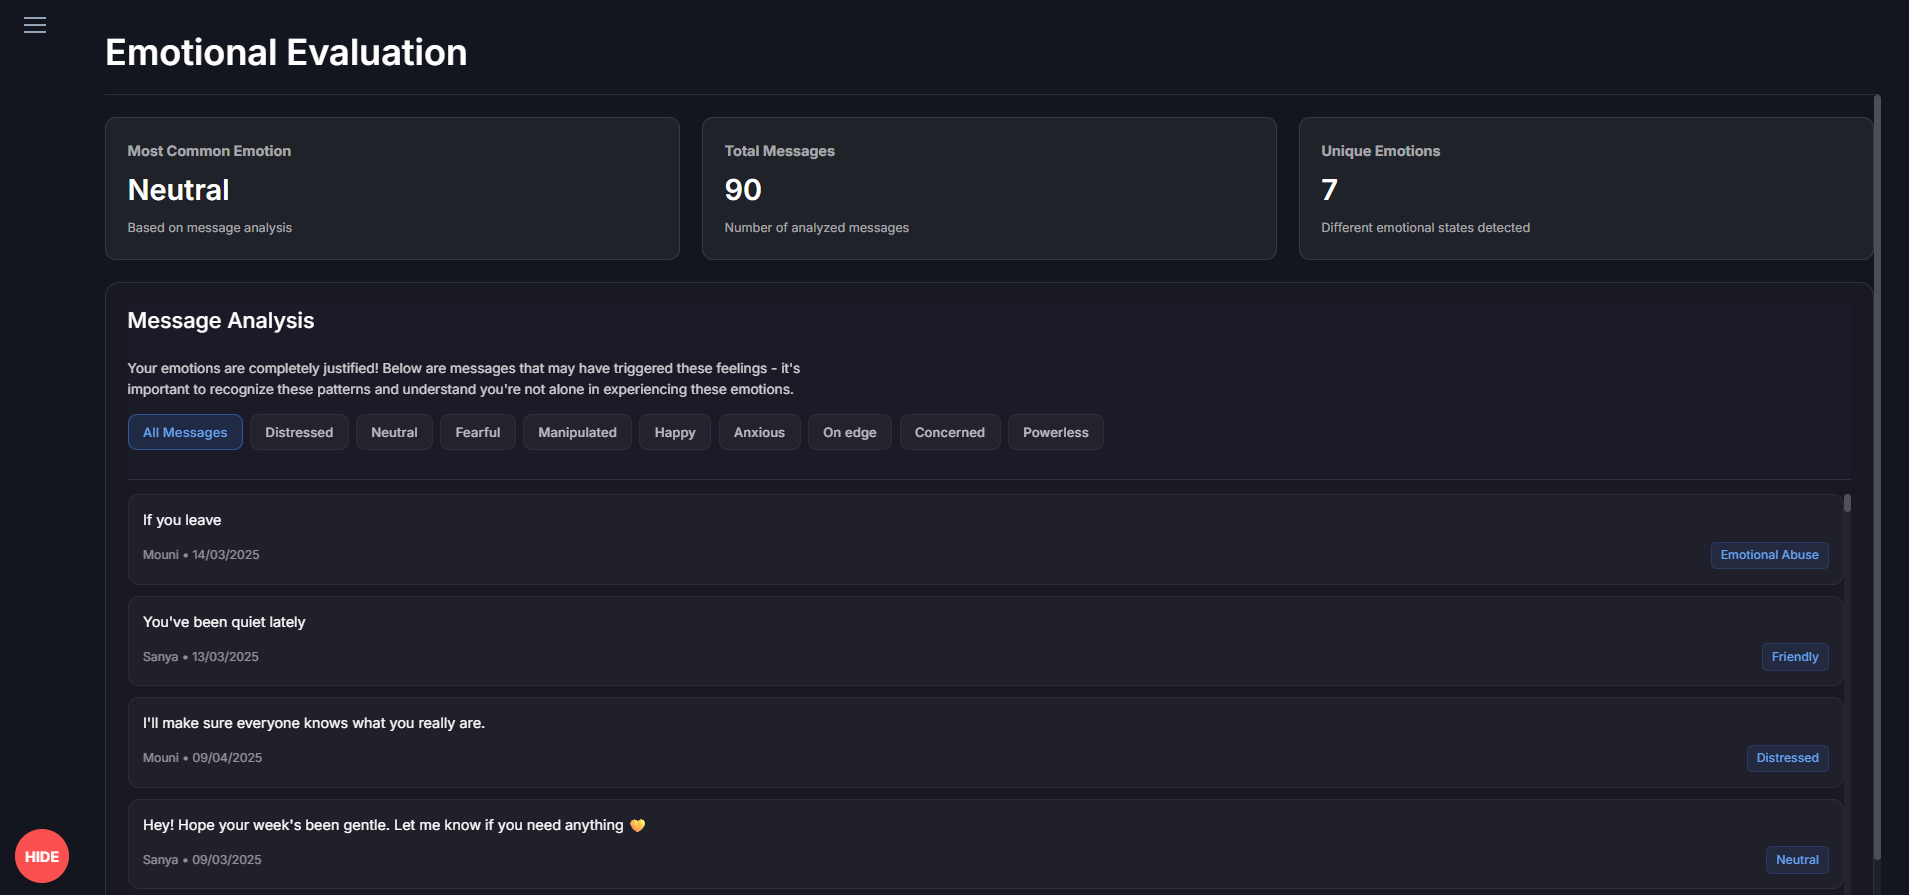 Emotional Evaluation
Most Common Emotion
Neutral
Based on message analysis
Total Messages
90
Number of analyzed messages
Unique Emotions
7
Different emotional states detected
Message Analysis
Your emotions are completely justified! Below are messages that may have triggered these feelings - it's
important to recognize these patterns and understand you're not alone in experiencing these emotions.
All Messages Distressed Neutral Fearful Manipulated Happy Anxious On edge Concerned Powerless
If you leave
Mouni • 14/03/2025
Emotional Abuse
You've been quiet lately
Sanya • 13/03/2025
Friendly
I'll make sure everyone knows what you really are.
Mouni • 09/04/2025
Distressed
Hey! Hope your week's been gentle. Let me know if you need anything 💛
Sanya • 09/03/2025
Neutral
HIDE